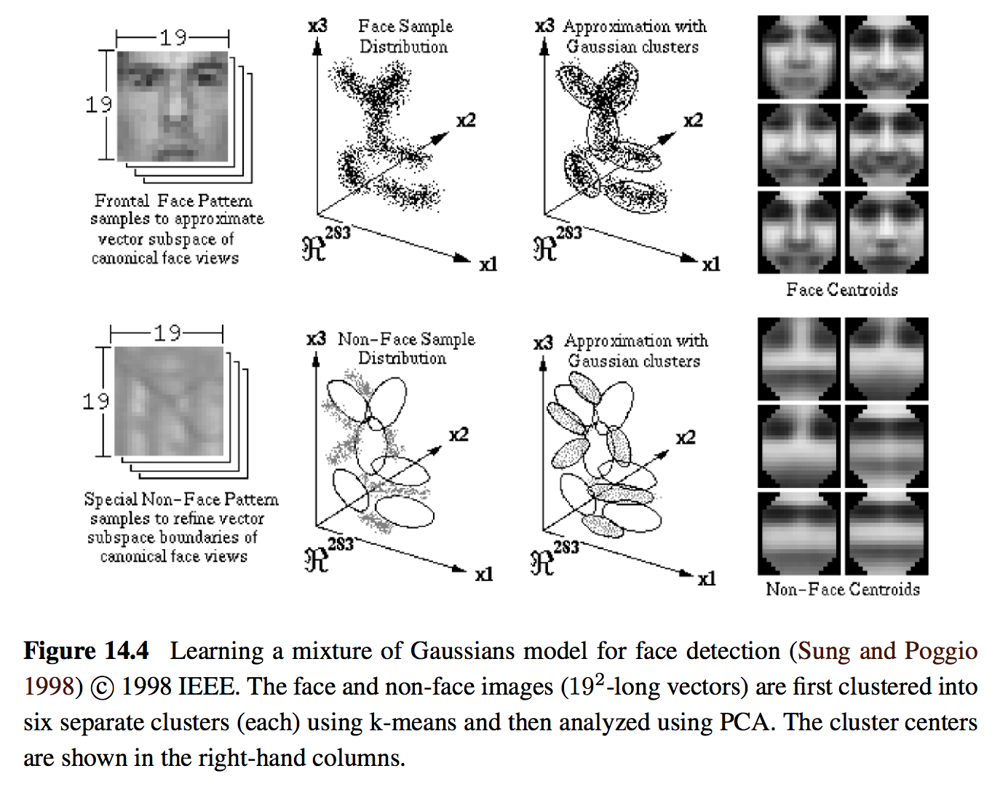 19
19
Frontal Face Pattern
samples to approximate
vector subspace of
canonical face views
x3 Face Sample
Distribution
x2
ℜ283
x1
x3 Approximation with
Gaussian clusters
x2
ℜ283
x1
Face Centroids
19
19
Special Non-Face Pattern
samples to refine vector
subspace boundaries of
canonical face views
x3 Non-Face Sample
Distribution
x2
ℜ283
x1
x3 Approximation with
Gaussian clusters
x2
ℜ283
x1
Non-Face Centroids
Figure 14.4 Learning a mixture of Gaussians model for face detection (Sung and Poggio
1998) © 1998 IEEE. The face and non-face images (19²-long vectors) are first clustered into
six separate clusters (each) using k-means and then analyzed using PCA. The cluster centers
are shown in the right-hand columns.